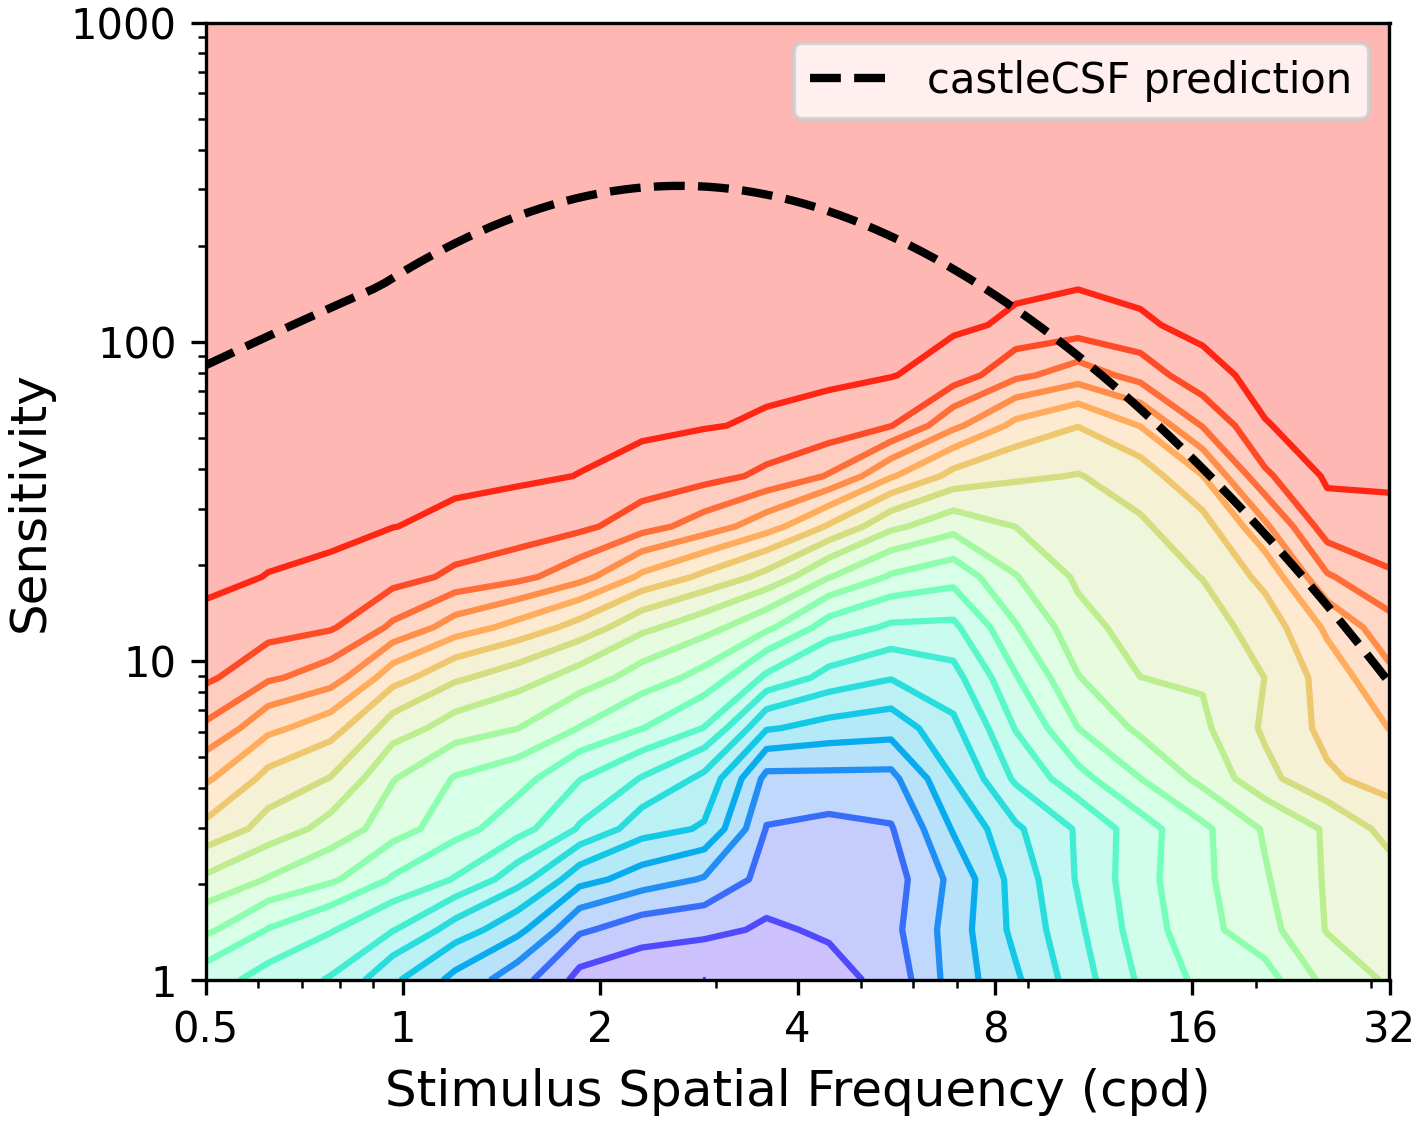 1000
100
10
1
Sensitivity
castleCSF prediction
0.5 1 2 4 8 16 32
Stimulus Spatial Frequency (cpd)